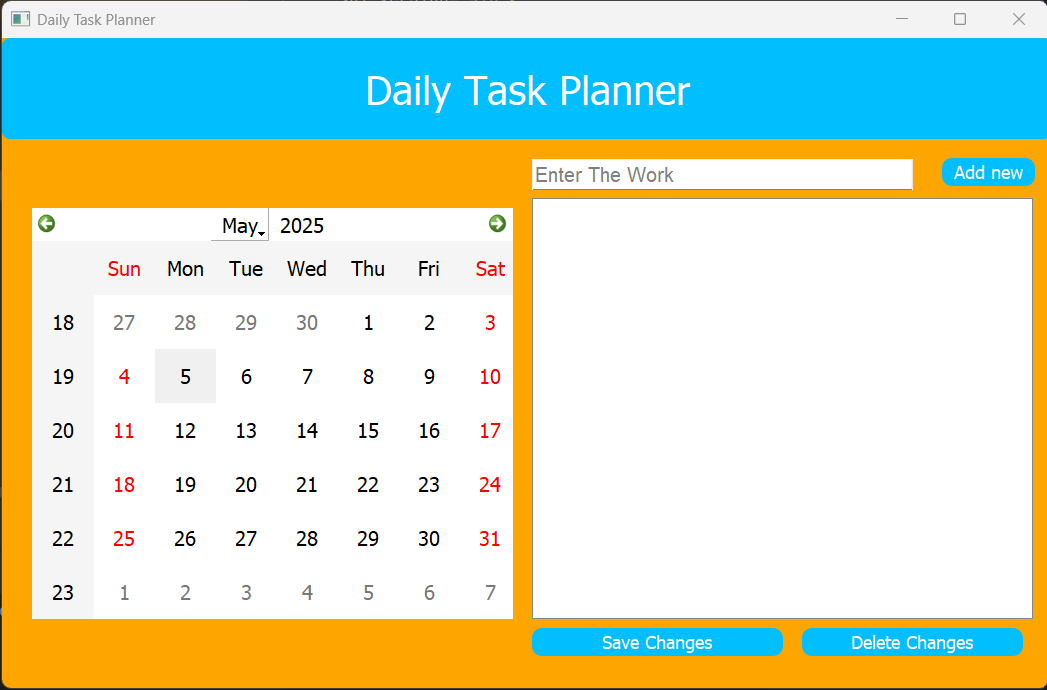 Daily Task Planner
Daily Task Planner
Enter The Work
Add new
May 2025
Sun Mon Tue Wed Thu Fri Sat
18 27 28 29 30 1 2 3
19 4 5 6 7 8 9 10
20 11 12 13 14 15 16 17
21 18 19 20 21 22 23 24
22 25 26 27 28 29 30 31
23 1 2 3 4 5 6 7
Save Changes
Delete Changes